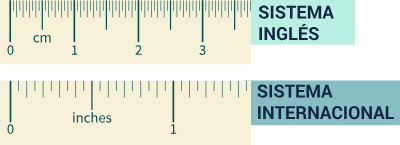 SISTEMA
INGLÉS
cm
0 1 2 3
SISTEMA
INTERNACIONAL
inches
0 1